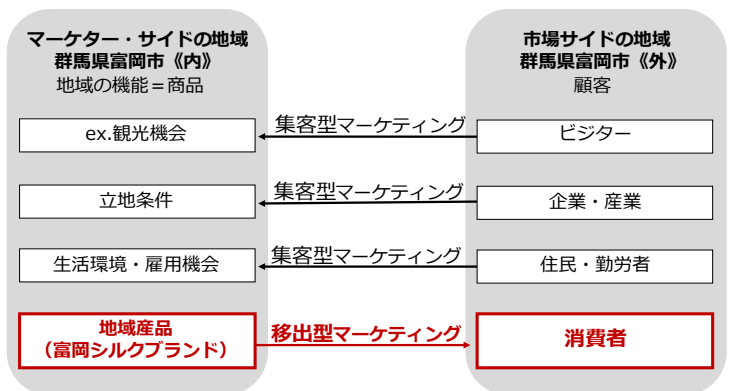 マーケター・サイドの地域
群馬県富岡市《内》
地域の機能＝商品
市場サイドの地域
群馬県富岡市《外》
顧客
ex.観光機会
集客型マーケティング
ビジター
立地条件
集客型マーケティング
企業・産業
生活環境・雇用機会
集客型マーケティング
住民・勤労者
地域産品
（富岡シルクブランド）
移出型マーケティング
消費者